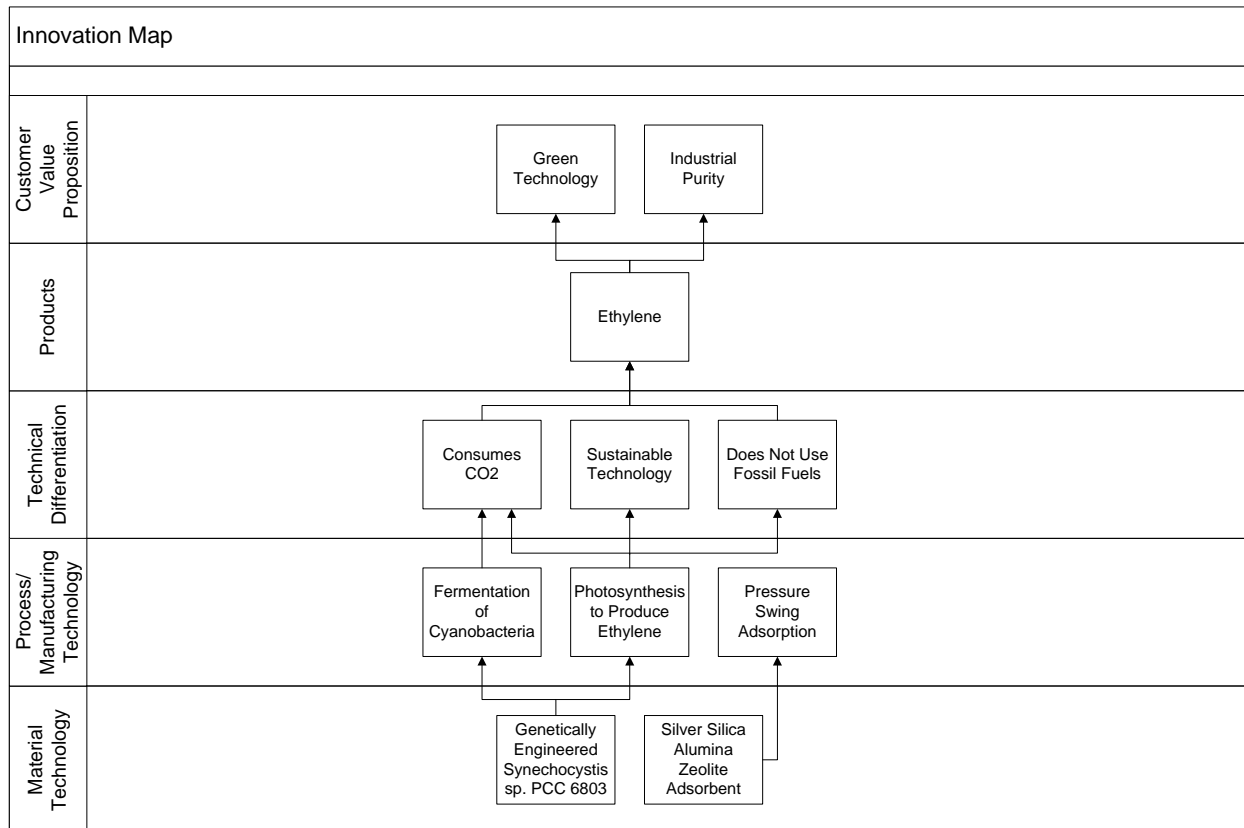 Innovation Map
Customer
Value
Proposition
Green
Technology
Industrial
Purity
Products
Ethylene
Technical
Differentiation
Consumes
CO2
Sustainable
Technology
Does Not Use
Fossil Fuels
Process/
Manufacturing
Technology
Fermentation
of
Cyanobacteria
Photosynthesis
to Produce
Ethylene
Pressure
Swing
Adsorption
Material
Technology
Genetically
Engineered
Synechocystis
sp. PCC 6803
Silver Silica
Alumina
Zeolite
Adsorbent